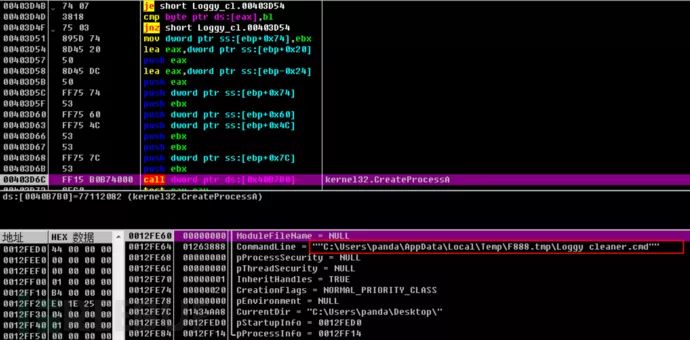 00403D4B 74 07 je short Loggy_cl.00403D54
00403D4D 3818 cmp byte ptr ds:[eax],bl
00403D4F 75 03 jnz short Loggy_cl.00403D54
00403D51 895D 74 mov dword ptr ss:[ebp+0x74],ebx
00403D54 8D45 20 lea eax,dword ptr ss:[ebp+0x20]
00403D57 50 push eax
00403D58 8D45 DC lea eax,dword ptr ss:[ebp-0x24]
00403D5B 50 push eax
00403D5C FF75 74 push dword ptr ss:[ebp+0x74]
00403D5F 53 push ebx
00403D60 FF75 60 push dword ptr ss:[ebp+0x60]
00403D63 FF75 4C push dword ptr ss:[ebp+0x4C]
00403D66 53 push ebx
00403D67 53 push ebx
00403D68 FF75 7C push dword ptr ss:[ebp+0x7C]
00403D6B 53 push ebx
00403D6C FF15 B0B74000 call dword ptr ds:[0x40B7B0] kernel32.CreateProcessA
ds:[0040B7B0]=77112082 (kernel32.CreateProcessA)
地址 HEX 数据
0012FED0 44 00 00 00
0012FEE0 00 00 00 00
0012FEF0 00 00 00 00
0012FF00 01 00 00 00
0012FF10 B4 00 00 00
0012FF20 E0 1E 25
0012FF30 04 00 00 00
0012FF40 00 00 00 00
0012FF50 00 00 00 00
0012FE60 00000000 ModuleFileName = NULL
0012FE64 01263888 CommandLine = ""C:\Users\panda\AppData\Local\Temp\F888.tmp\Loggy cleaner.cmd""
0012FE68 00000000 pProcessSecurity = NULL
0012FE6C 00000000 pThreadSecurity = NULL
0012FE70 00000001 InheritHandles = TRUE
0012FE74 00000020 CreationFlags = NORMAL_PRIORITY_CLASS
0012FE78 00000000 pEnvironment = NULL
0012FE7C 01434AA8 CurrentDir = "C:\Users\panda\Desktop\"
0012FE80 0012FED0 pStartupInfo = 0012FED0
0012FE84 0012FF14 pProcessInfo = 0012FF14